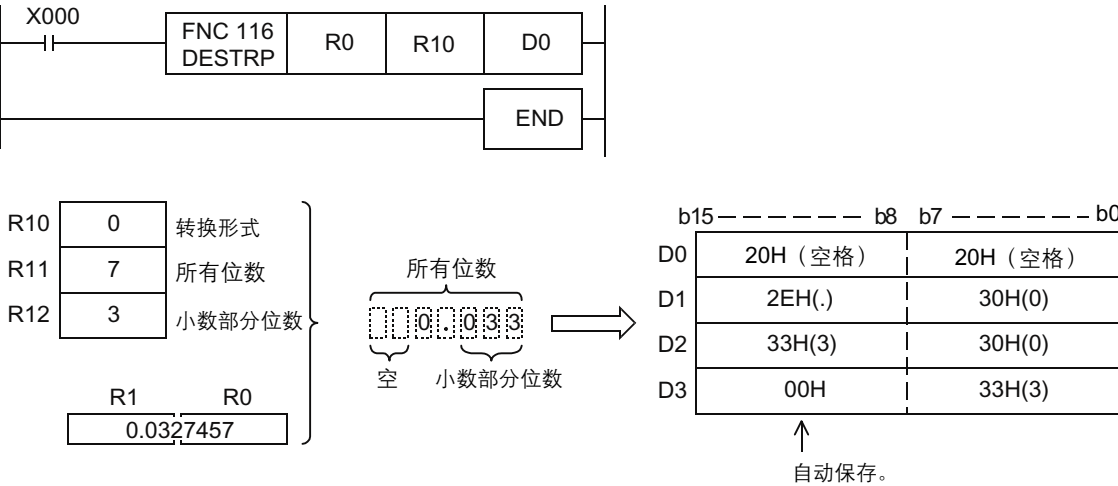 X000
FNC 116
DESTRP
R0
R10
D0
END
R10
0
转换形式
R11
7
所有位数
R12
3
小数部分位数
R1
R0
0.0327457
所有位数
0.033
空
小数部分位数
b15
b8
b7
b0
D0
20H（空格）
20H（空格）
D1
2EH(.)
30H(0)
D2
33H(3)
30H(0)
D3
00H
33H(3)
自动保存。